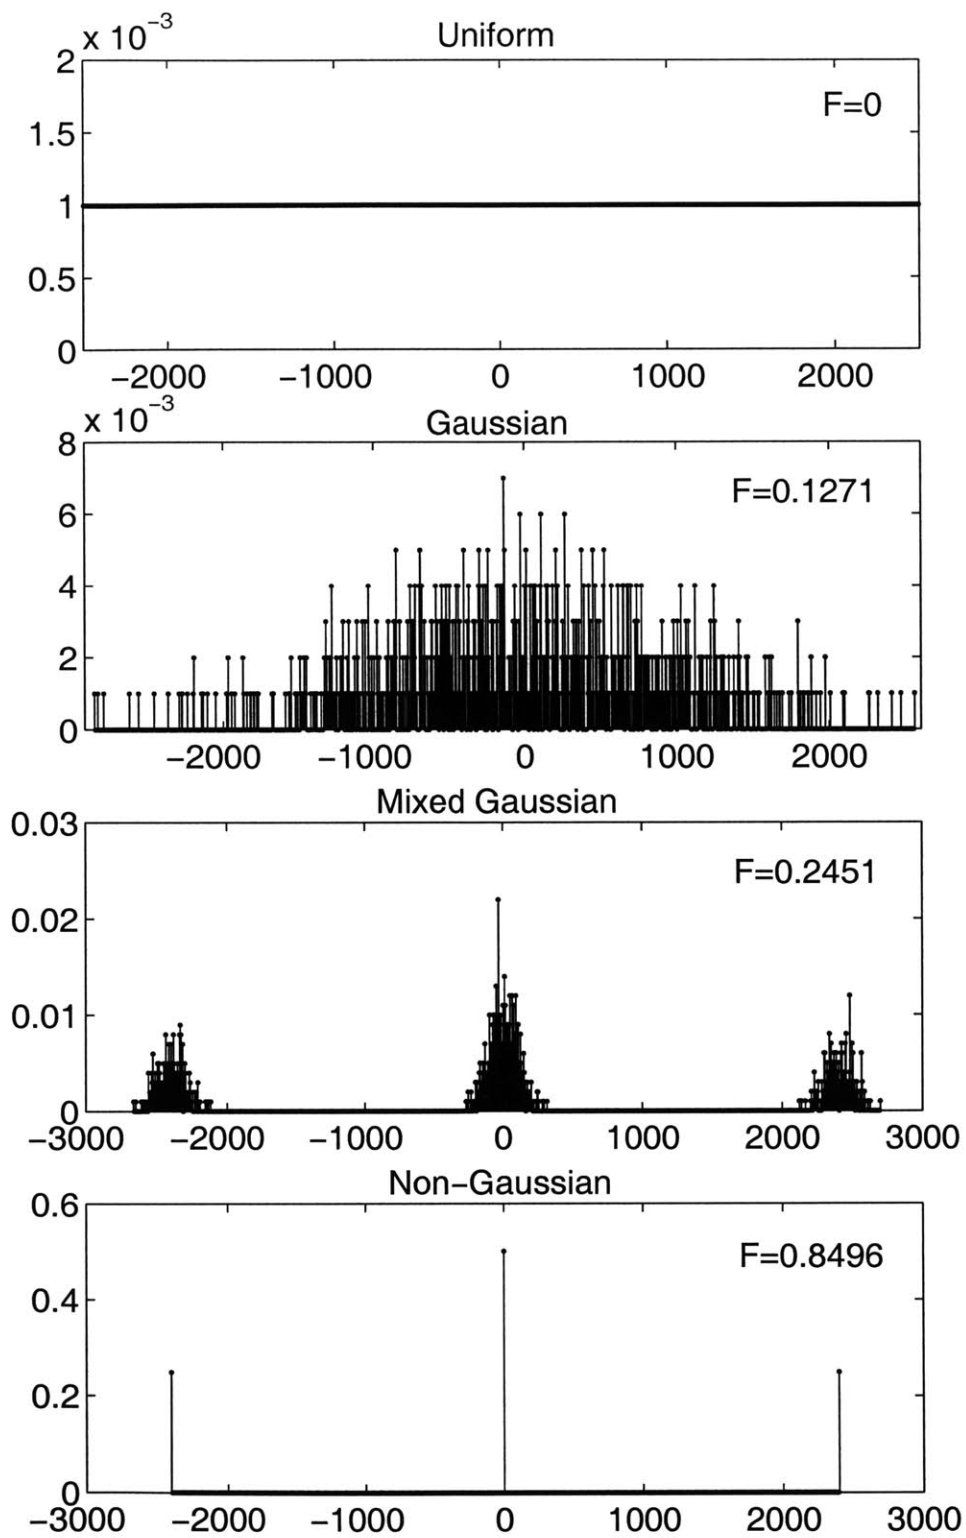 x 10−3
Uniform
2
F=0
1.5
1
0.5
0
−2000 −1000 0 1000 2000
x 10−3
Gaussian
8
F=0.1271
6
4
2
0
−2000 −1000 0 1000 2000
Mixed Gaussian
0.03
F=0.2451
0.02
0.01
0
−3000 −2000 −1000 0 1000 2000 3000
Non−Gaussian
0.6
F=0.8496
0.4
0.2
0
−3000 −2000 −1000 0 1000 2000 3000